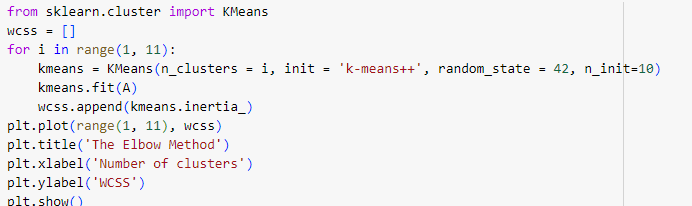 from sklearn.cluster import KMeans
wcss = []
for i in range(1, 11):
    kmeans = KMeans(n_clusters = i, init = 'k-means++', random_state = 42, n_init=10)
    kmeans.fit(A)
    wcss.append(kmeans.inertia_)
plt.plot(range(1, 11), wcss)
plt.title('The Elbow Method')
plt.xlabel('Number of clusters')
plt.ylabel('WCSS')
plt.show()